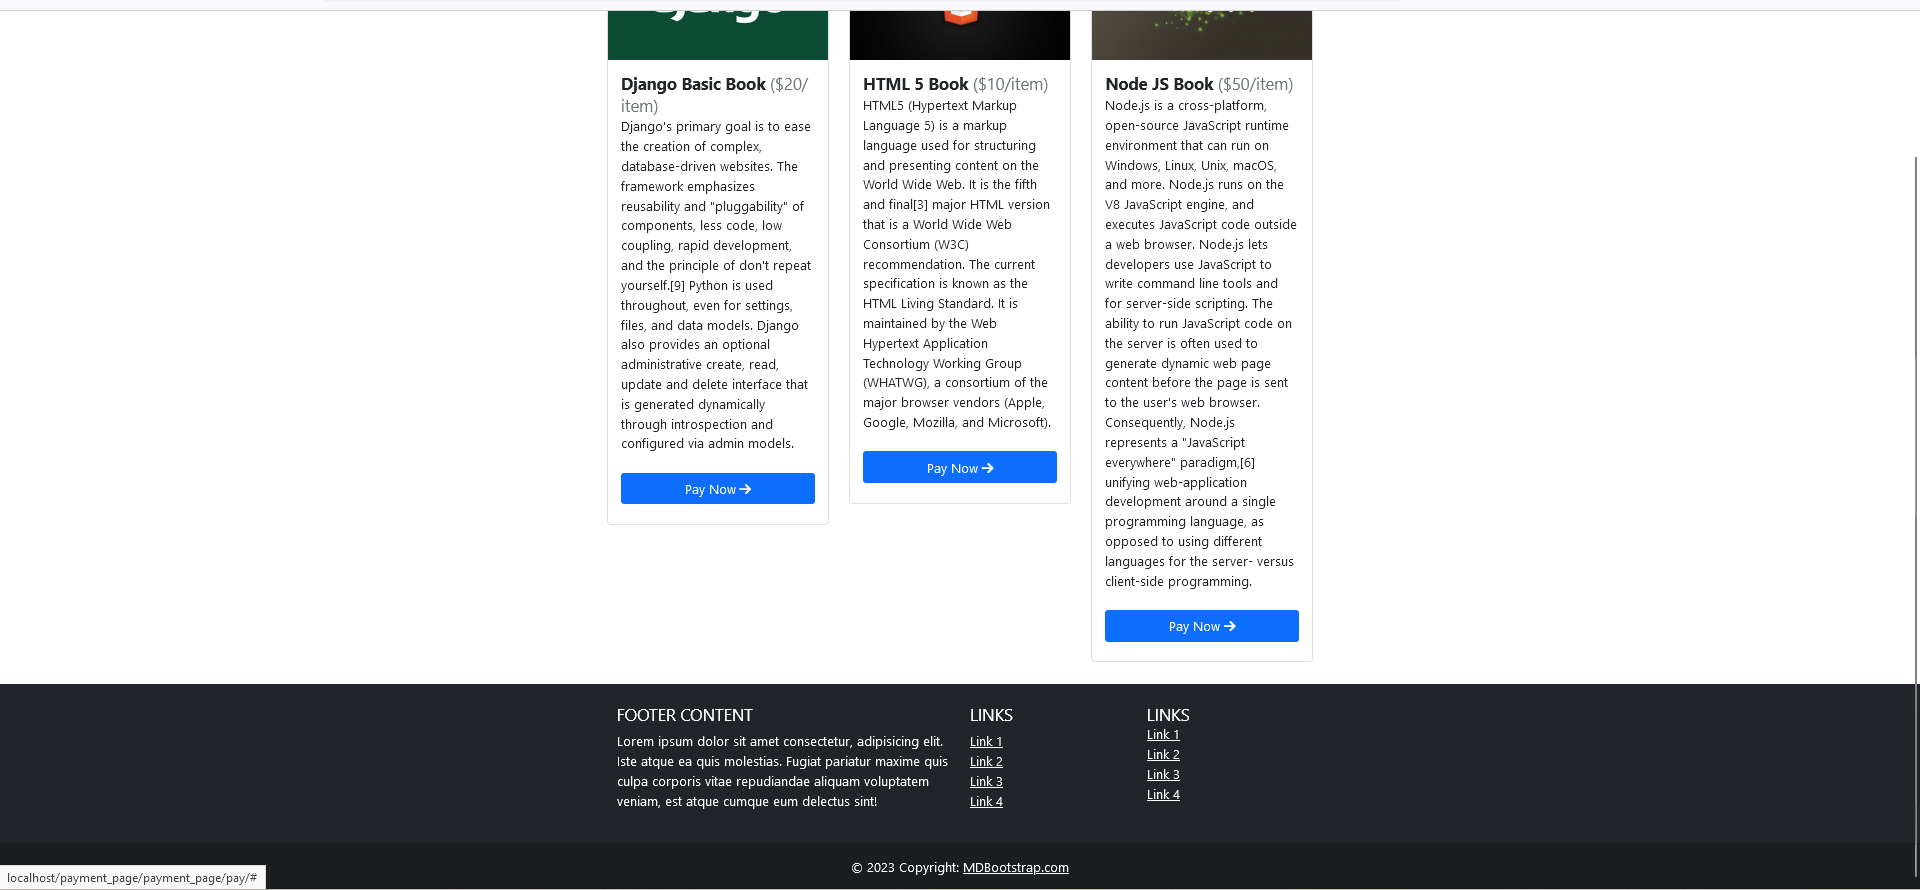 django
Django Basic Book ($20/
item)
Django's primary goal is to ease
the creation of complex,
database-driven websites. The
framework emphasizes
reusability and "pluggability" of
components, less code, low
coupling, rapid development,
and the principle of don't repeat
yourself.[9] Python is used
throughout, even for settings,
files, and data models. Django
also provides an optional
administrative create, read,
update and delete interface that
is generated dynamically
through introspection and
configured via admin models.
Pay Now
HTML 5 Book ($10/item)
HTML5 (Hypertext Markup
Language 5) is a markup
language used for structuring
and presenting content on the
World Wide Web. It is the fifth
and final[3] major HTML version
that is a World Wide Web
Consortium (W3C)
recommendation. The current
specification is known as the
HTML Living Standard. It is
maintained by the Web
Hypertext Application
Technology Working Group
(WHATWG), a consortium of the
major browser vendors (Apple,
Google, Mozilla, and Microsoft).
Pay Now
Node JS Book ($50/item)
Node.js is a cross-platform,
open-source JavaScript runtime
environment that can run on
Windows, Linux, Unix, macOS,
and more. Node.js runs on the
V8 JavaScript engine, and
executes JavaScript code outside
a web browser. Node.js lets
developers use JavaScript to
write command line tools and
for server-side scripting. The
ability to run JavaScript code on
the server is often used to
generate dynamic web page
content before the page is sent
to the user's web browser.
Consequently, Node.js
represents a "JavaScript
everywhere" paradigm,[6]
unifying web-application
development around a single
programming language, as
opposed to using different
languages for the server- versus
client-side programming.
Pay Now
FOOTER CONTENT
Lorem ipsum dolor sit amet consectetur, adipisicing elit.
Iste atque ea quis molestias. Fugiat pariatur maxime quis
culpa corporis vitae repudiandae aliquam voluptatem
veniam, est atque cumque eum delectus sint!
LINKS
Link 1
Link 2
Link 3
Link 4
LINKS
Link 1
Link 2
Link 3
Link 4
© 2023 Copyright: MDBootstrap.com
localhost/payment_page/payment_page/pay/#